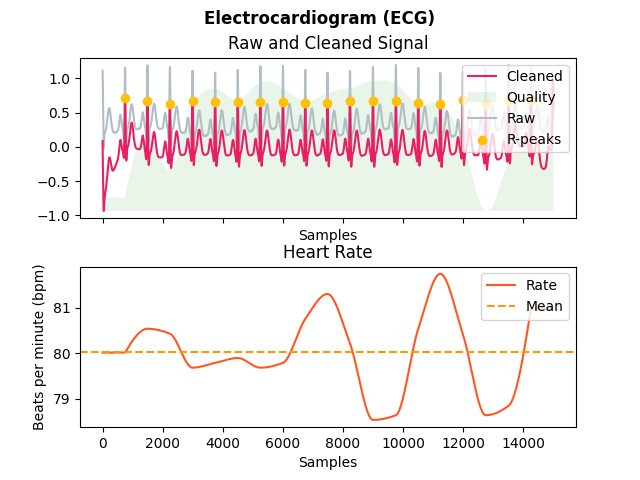 Electrocardiogram (ECG)
Raw and Cleaned Signal
1.0
0.5
0.0
−0.5
−1.0
Cleaned
Quality
Raw
R-peaks
Samples
Heart Rate
Beats per minute (bpm)
81
80
79
Rate
Mean
0 2000 4000 6000 8000 10000 12000 14000
Samples